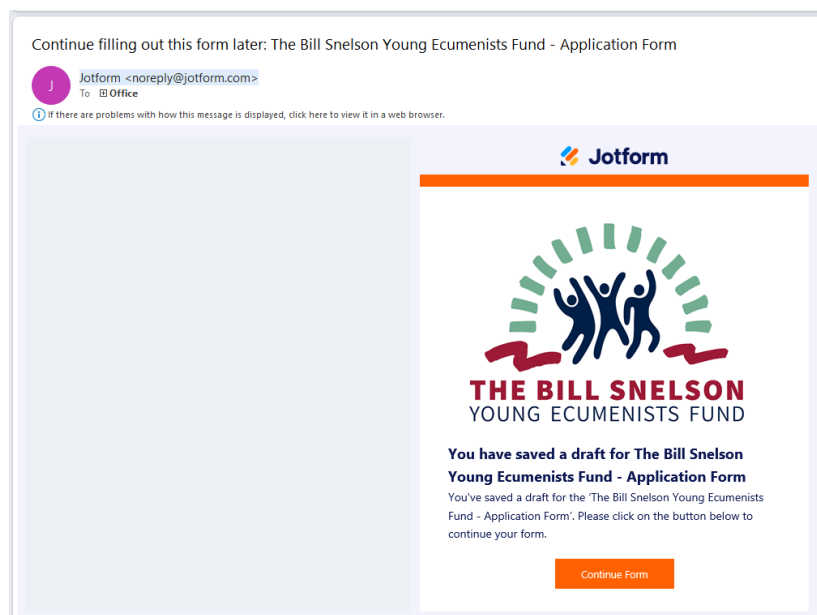 Continue filling out this form later: The Bill Snelson Young Ecumenists Fund - Application Form
J
Jotform <noreply@jotform.com>
To Office
If there are problems with how this message is displayed, click here to view it in a web browser.
Jotform
THE BILL SNELSON
YOUNG ECUMENISTS FUND
You have saved a draft for The Bill Snelson
Young Ecumenists Fund - Application Form
You've saved a draft for the 'The Bill Snelson Young Ecumenists
Fund - Application Form'. Please click on the button below to
continue your form.
Continue Form